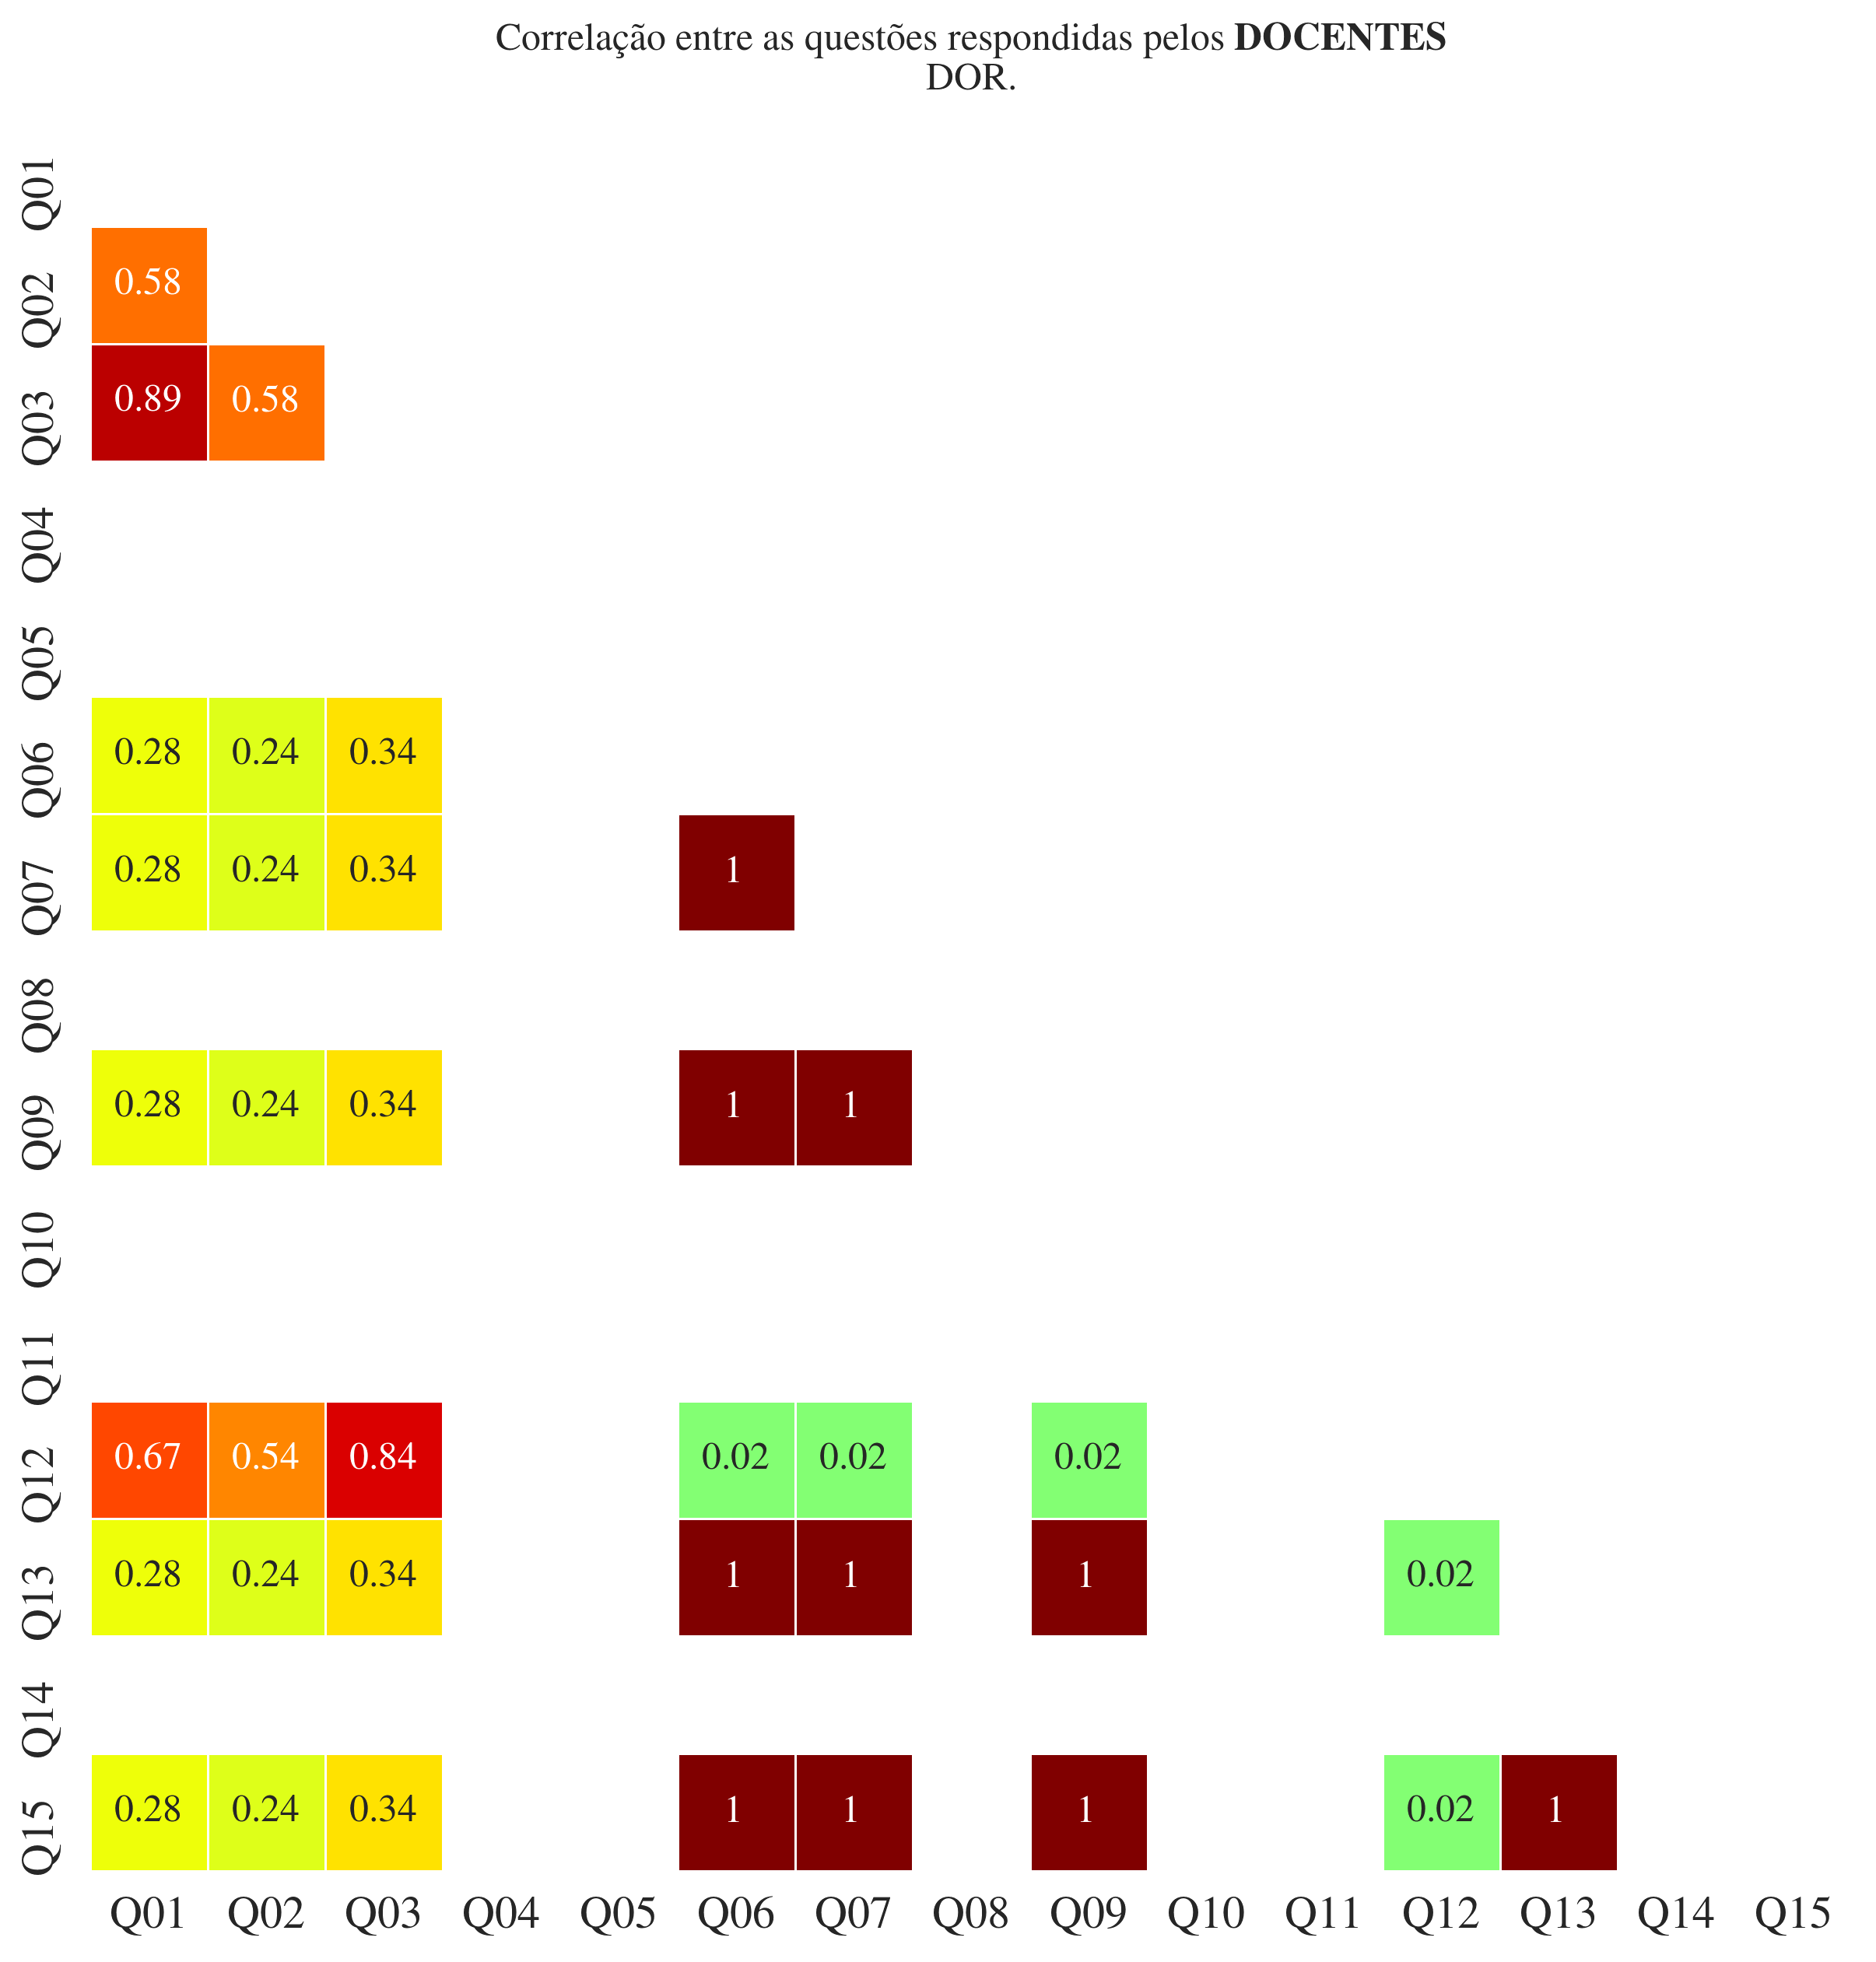 Correlação entre as questões respondidas pelos DOCENTES
DOR.
Q01
Q02 0.58
Q03 0.89 0.58
Q04
Q05
Q06 0.28 0.24 0.34
Q07 0.28 0.24 0.34 1
Q08
Q09 0.28 0.24 0.34 1 1
Q10
Q11
Q12 0.67 0.54 0.84 0.02 0.02 0.02
Q13 0.28 0.24 0.34 1 1 1 0.02
Q14
Q15 0.28 0.24 0.34 1 1 1 0.02 1
Q01 Q02 Q03 Q04 Q05 Q06 Q07 Q08 Q09 Q10 Q11 Q12 Q13 Q14 Q15